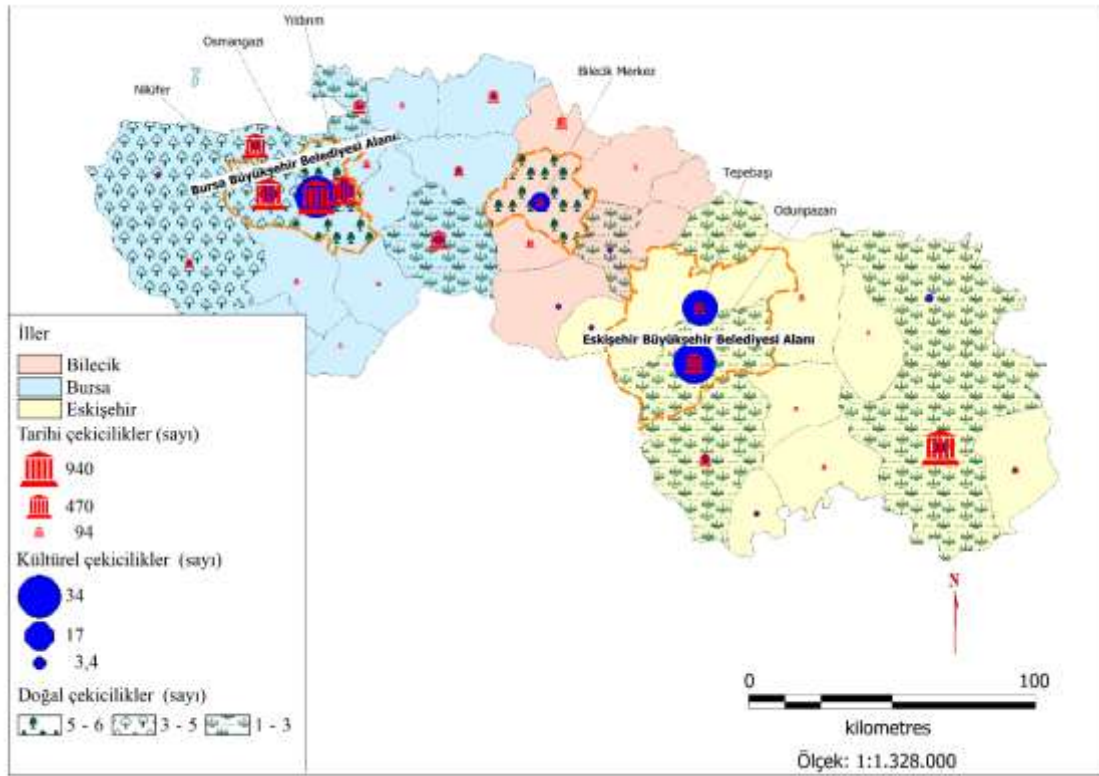 Yıldırım
Osmangazi
Bilecik Merkez
Nilüfer
Bursa Büyükşehir Belediyesi Alanı
Tepebaşı
Odunpazarı
Eskişehir Büyükşehir Belediyesi Alanı
İller
Bilecik
Bursa
Eskişehir
Tarihi çekicilikler (sayı)
940
470
94
Kültürel çekicilikler (sayı)
34
17
3,4
Doğal çekicilikler (sayı)
5 - 6 3 - 5 1 - 3
N
0 100
kilometres
Ölçek: 1:1.328.000